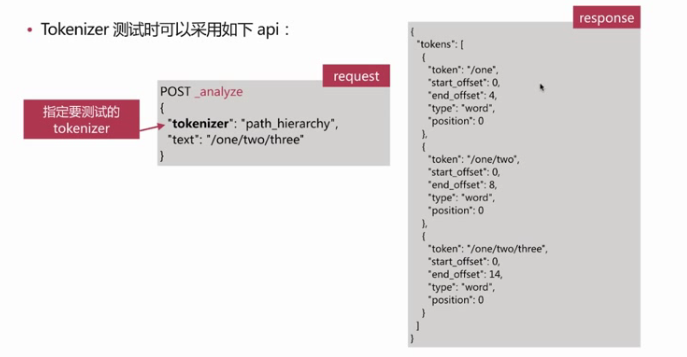 • Tokenizer 测试时可以采用如下 api：
request
POST _analyze
{
"tokenizer": "path_hierarchy",
"text": "/one/two/three"
}
指定要测试的
tokenizer
response
{
"tokens": [
{
"token": "/one",
"start_offset": 0,
"end_offset": 4,
"type": "word",
"position": 0
},
{
"token": "/one/two",
"start_offset": 0,
"end_offset": 8,
"type": "word",
"position": 0
},
{
"token": "/one/two/three",
"start_offset": 0,
"end_offset": 14,
"type": "word",
"position": 0
}
]
}